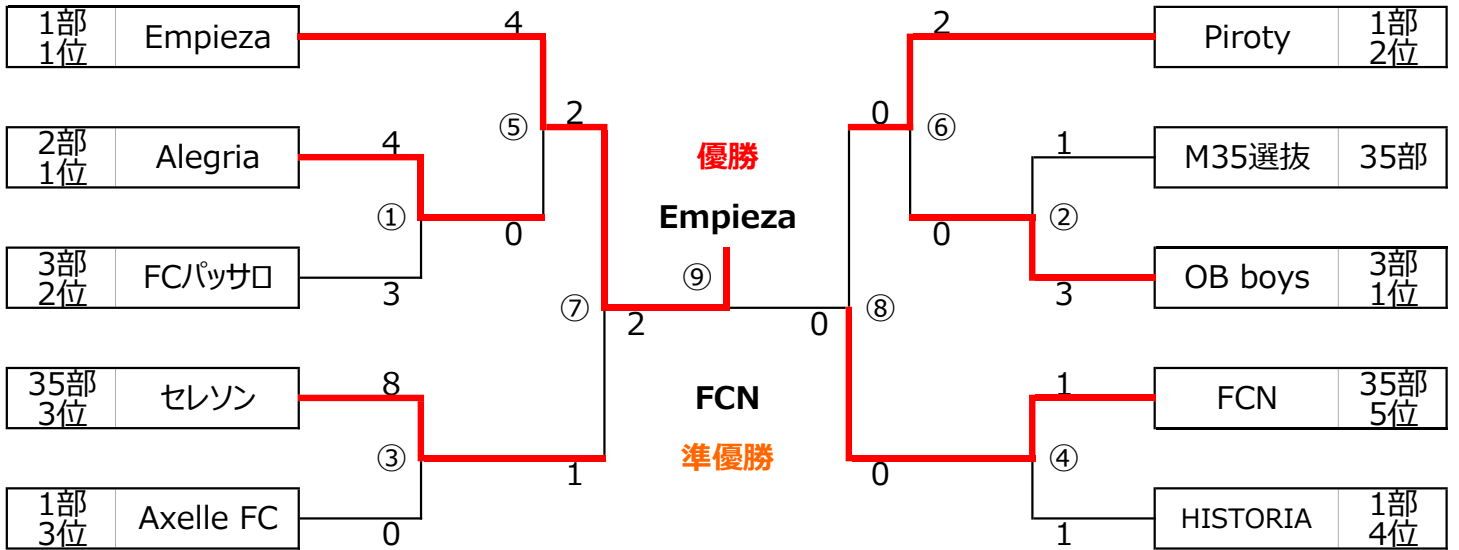 1部
1位
Empieza
4
2
Piroty
1部
2位
⑤
2
0
⑥
2部
1位
Alegria
4
優勝
1
M35選抜
35部
①
0
Empieza
0
②
3部
2位
FCパッサロ
3
⑨
3
OB boys
3部
1位
⑦
2
0
⑧
35部
3位
セレソン
8
FCN
1
FCN
35部
5位
③
1
準優勝
0
④
1部
3位
Axelle FC
0
1
HISTORIA
1部
4位